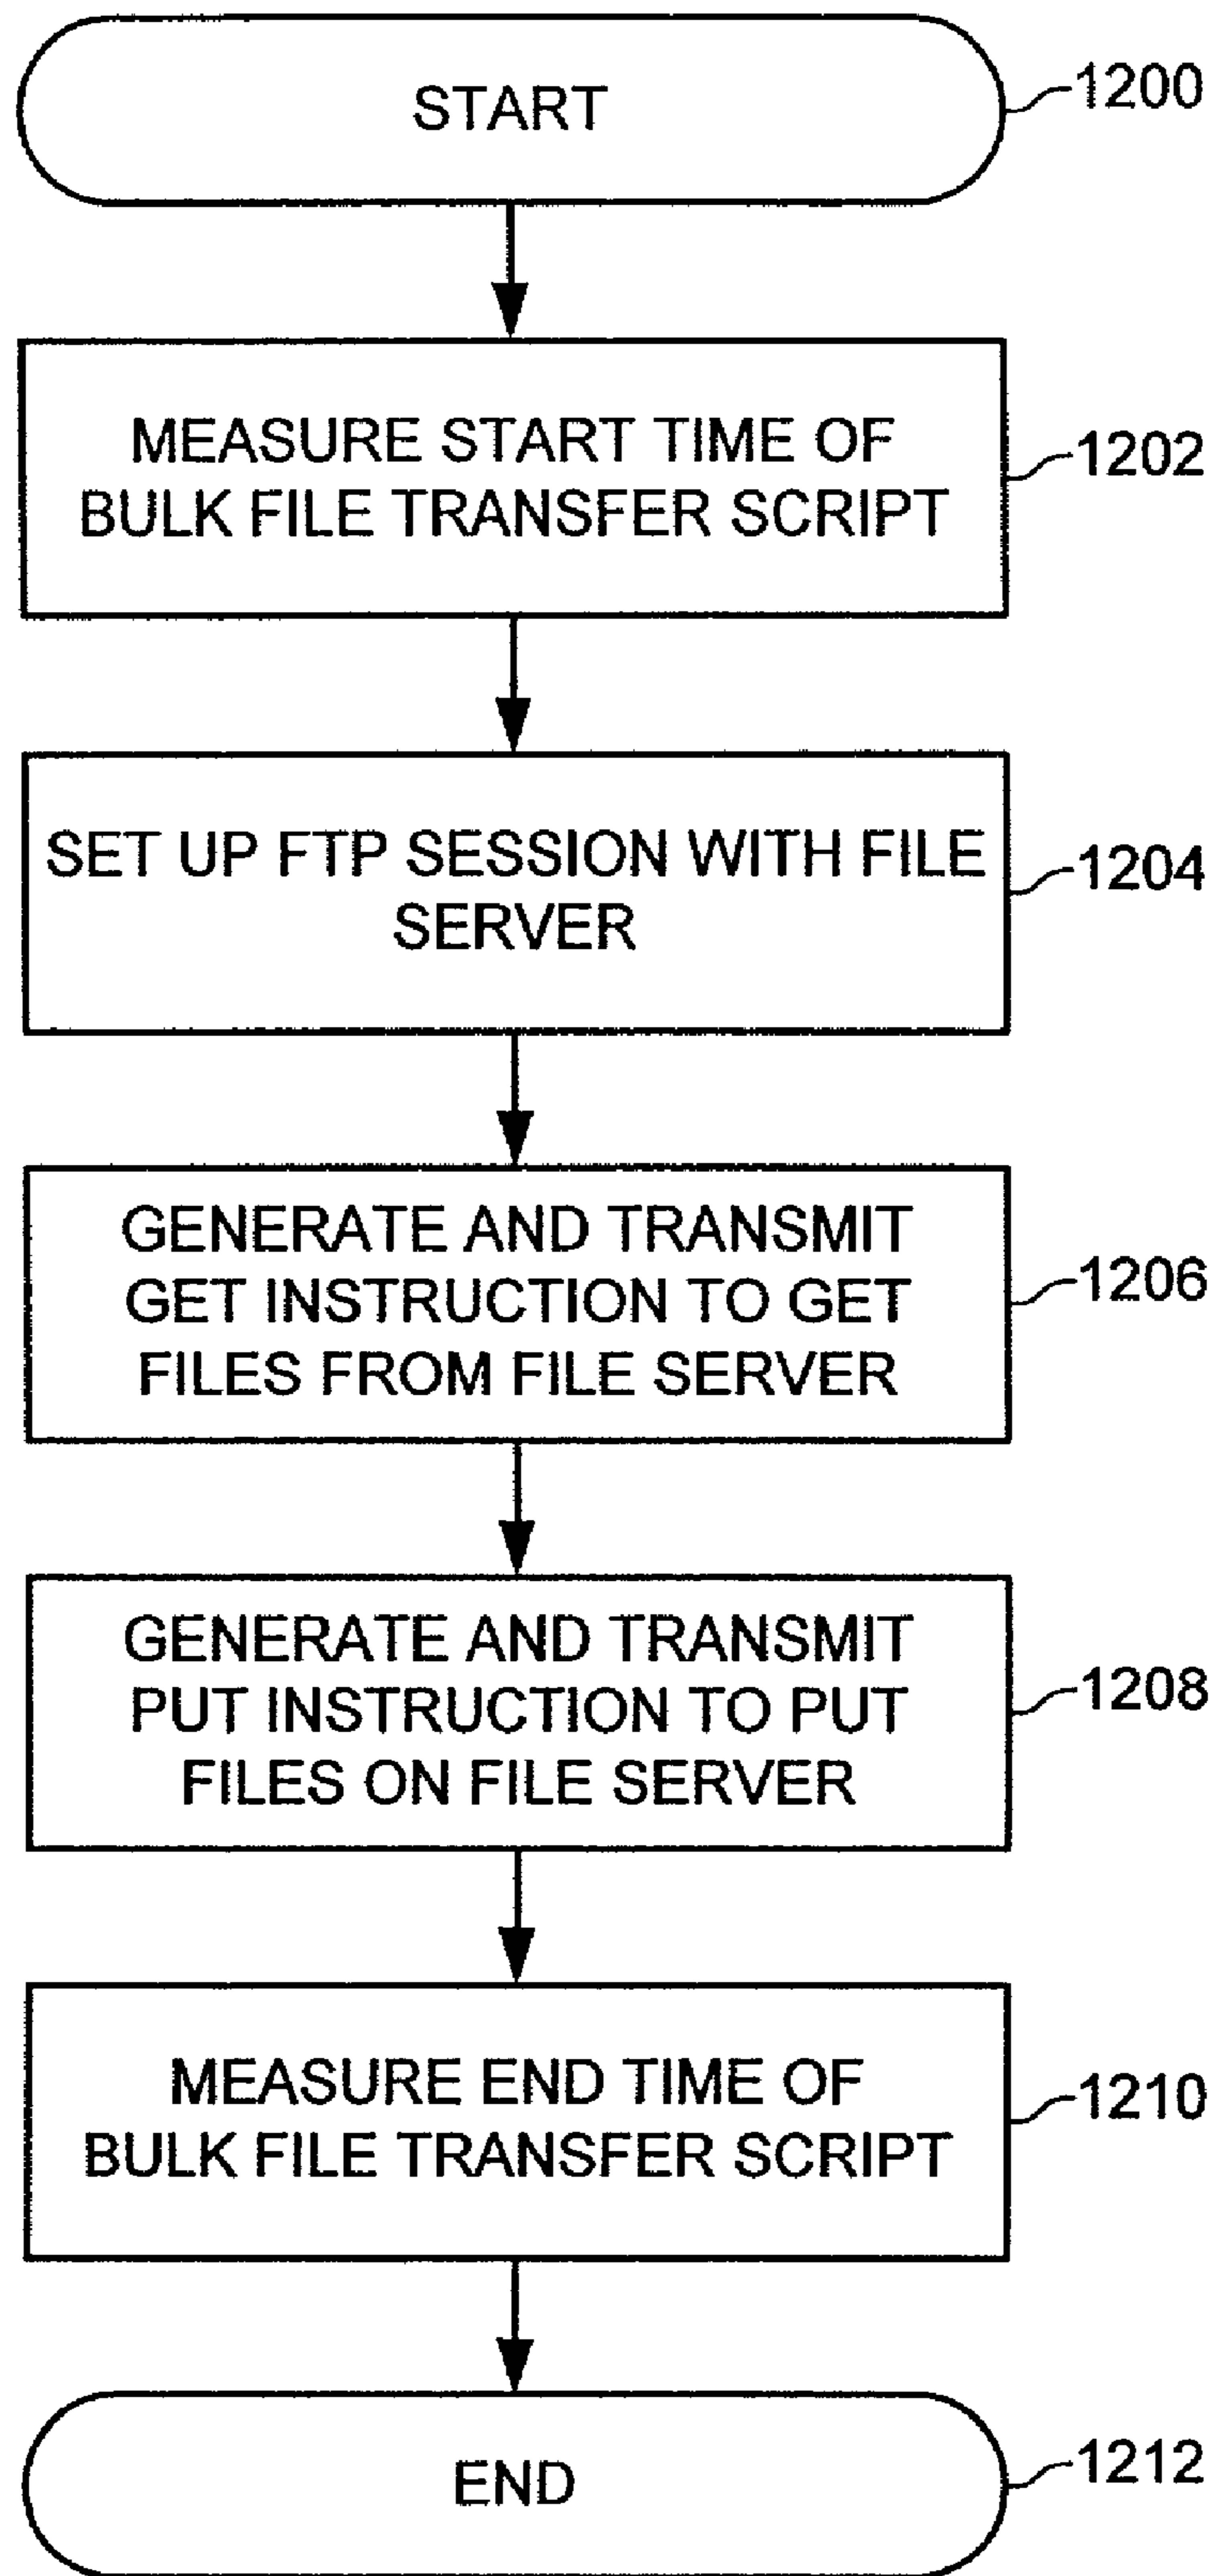 START
1200
MEASURE START TIME OF
BULK FILE TRANSFER SCRIPT
1202
SET UP FTP SESSION WITH FILE
SERVER
1204
GENERATE AND TRANSMIT
GET INSTRUCTION TO GET
FILES FROM FILE SERVER
1206
GENERATE AND TRANSMIT
PUT INSTRUCTION TO PUT
FILES ON FILE SERVER
1208
MEASURE END TIME OF
BULK FILE TRANSFER SCRIPT
1210
END
1212